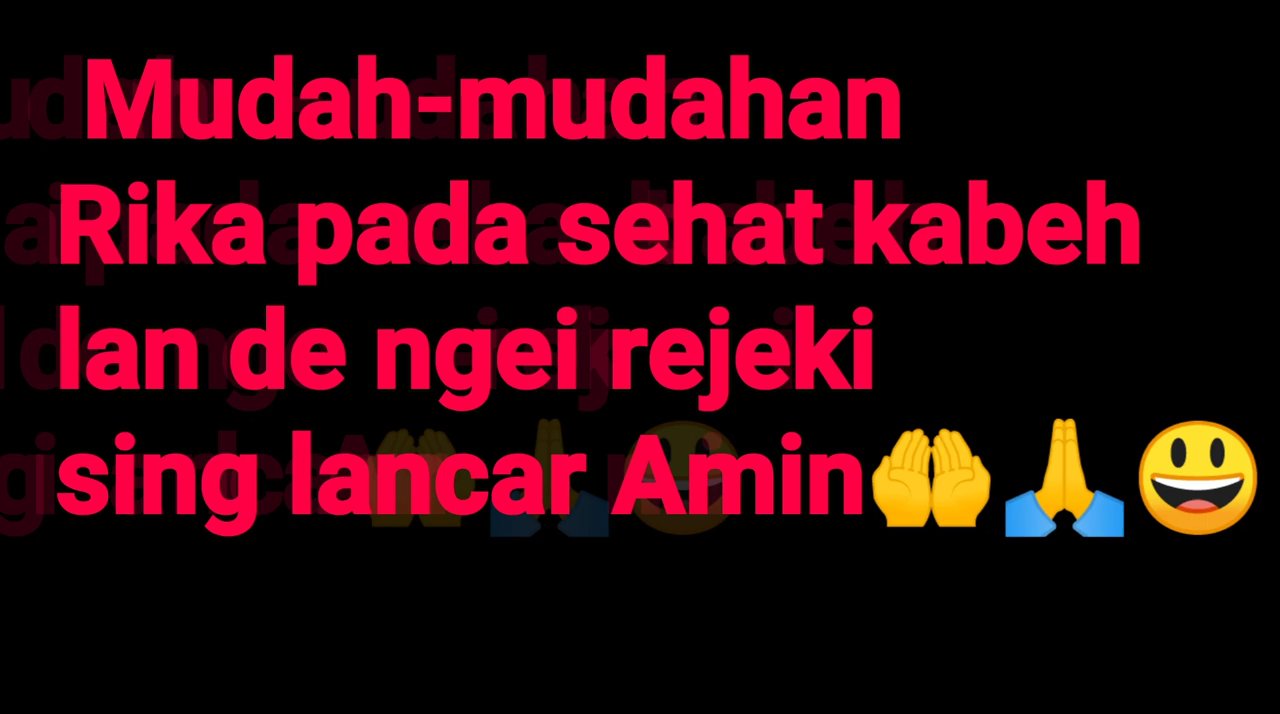 Mudah-mudahan
Rika pada sehat kabeh
lan de ngei rejeki
sing lancar Amin🤲🙏😃